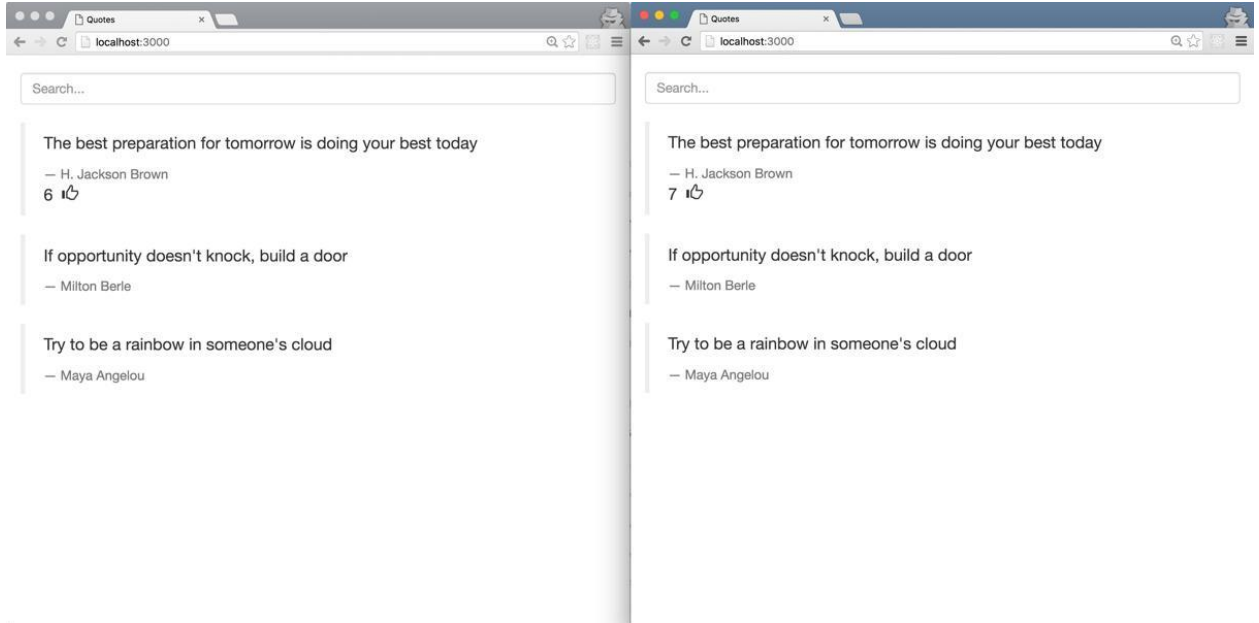 Quotes
localhost:3000
Search...
The best preparation for tomorrow is doing your best today
— H. Jackson Brown
6
If opportunity doesn't knock, build a door
— Milton Berle
Try to be a rainbow in someone's cloud
— Maya Angelou
Quotes
localhost:3000
Search...
The best preparation for tomorrow is doing your best today
— H. Jackson Brown
7
If opportunity doesn't knock, build a door
— Milton Berle
Try to be a rainbow in someone's cloud
— Maya Angelou